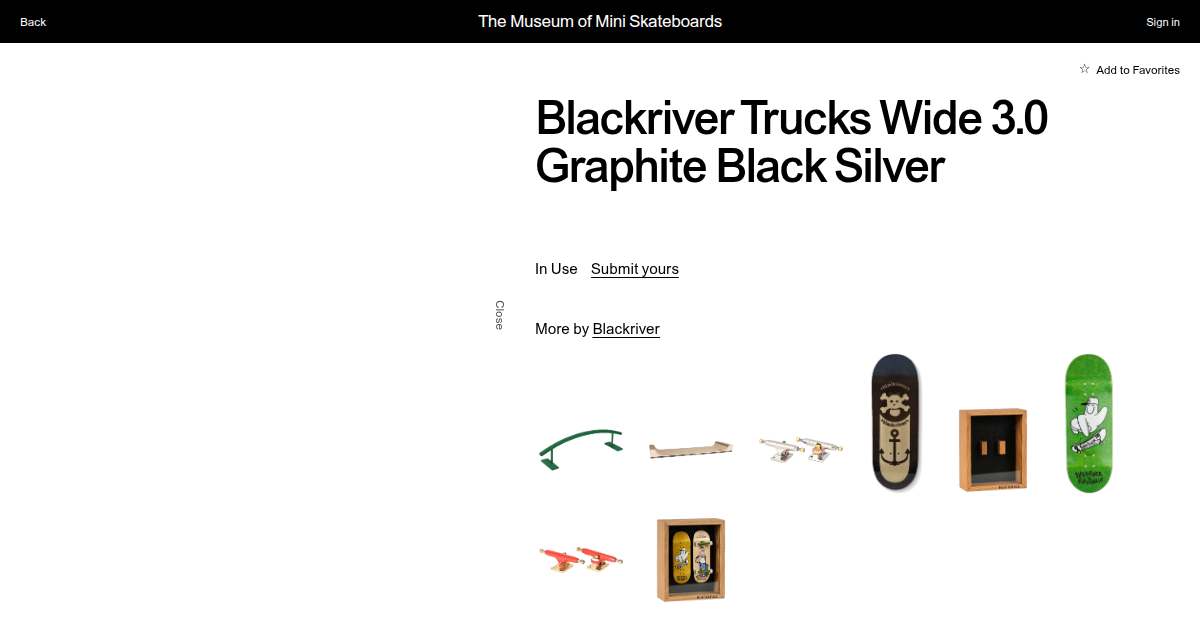 Back
The Museum of Mini Skateboards
Sign in
☆ Add to Favorites
Blackriver Trucks Wide 3.0
Graphite Black Silver
In Use Submit yours
Close
More by Blackriver